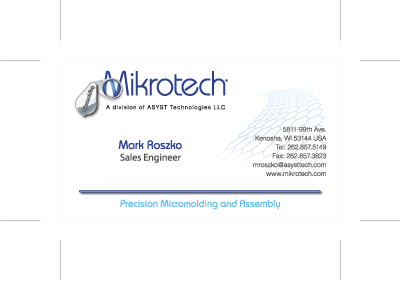 Mikrotech
A division of ASYST Technologies LLC
Mark Roszko
Sales Engineer
5811-99th Ave.
Kenosha, WI 53144 USA
Tel: 262.857.5149
Fax: 262.857.3823
mroszko@asysttech.com
www.mikrotech.com
Precision Micromolding and Assembly